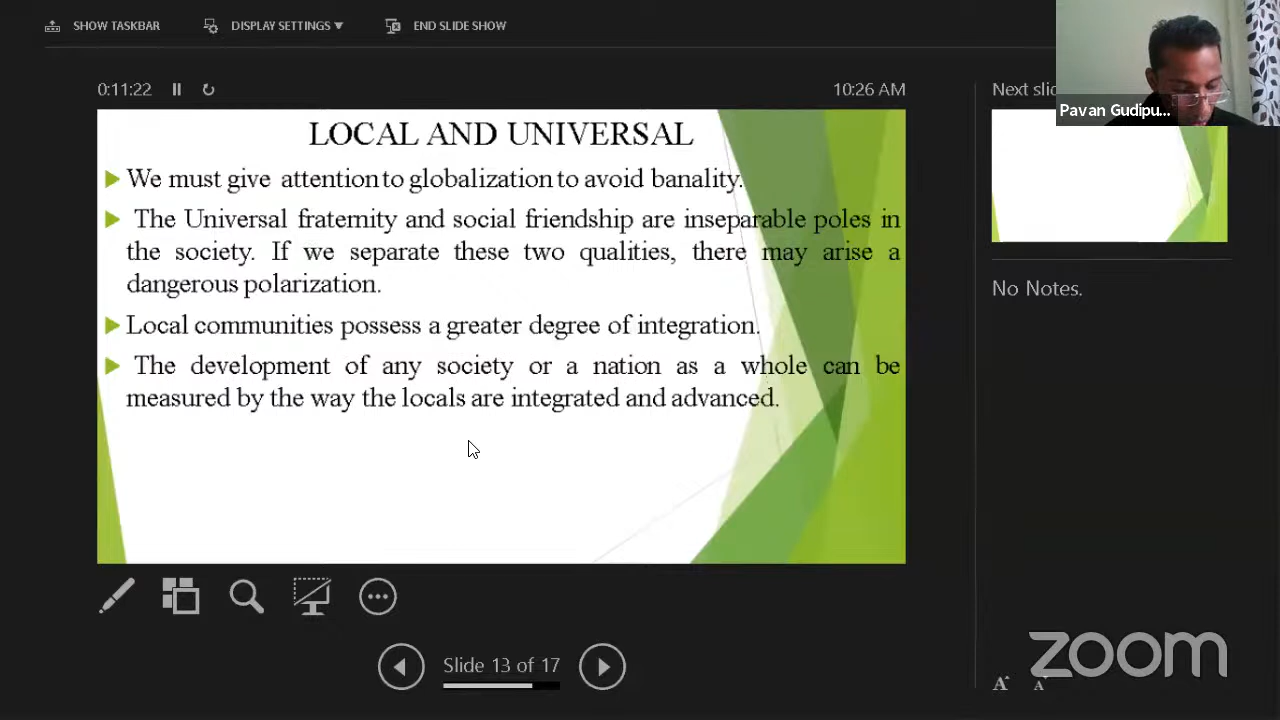 SHOW TASKBAR DISPLAY SETTINGS ▼ END SLIDE SHOW
0:11:22 10:26 AM Next slid
Pavan Gudipu...
LOCAL AND UNIVERSAL
We must give attention to globalization to avoid banality.
The Universal fraternity and social friendship are inseparable poles in
the society. If we separate these two qualities, there may arise a
dangerous polarization.
Local communities possess a greater degree of integration.
The development of any society or a nation as a whole can be
measured by the way the locals are integrated and advanced.
No Notes.
Slide 13 of 17
zoom
A A